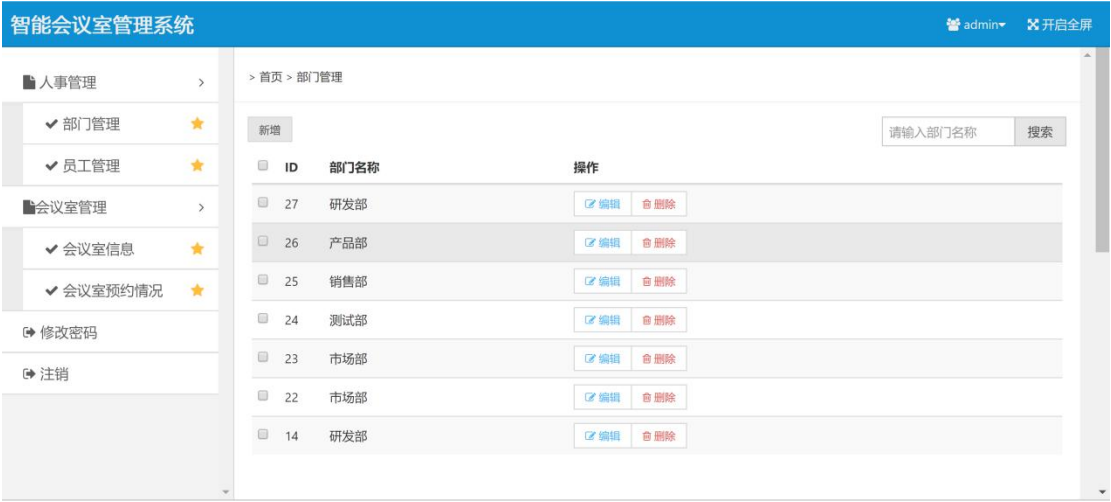 智能会议室管理系统
admin 开启全屏
人事管理
部门管理
员工管理
会议室管理
会议室信息
会议室预约情况
修改密码
注销
> 首页 > 部门管理
新增
请输入部门名称 搜索
ID 部门名称 操作
27 研发部 编辑 删除
26 产品部 编辑 删除
25 销售部 编辑 删除
24 测试部 编辑 删除
23 市场部 编辑 删除
22 市场部 编辑 删除
14 研发部 编辑 删除